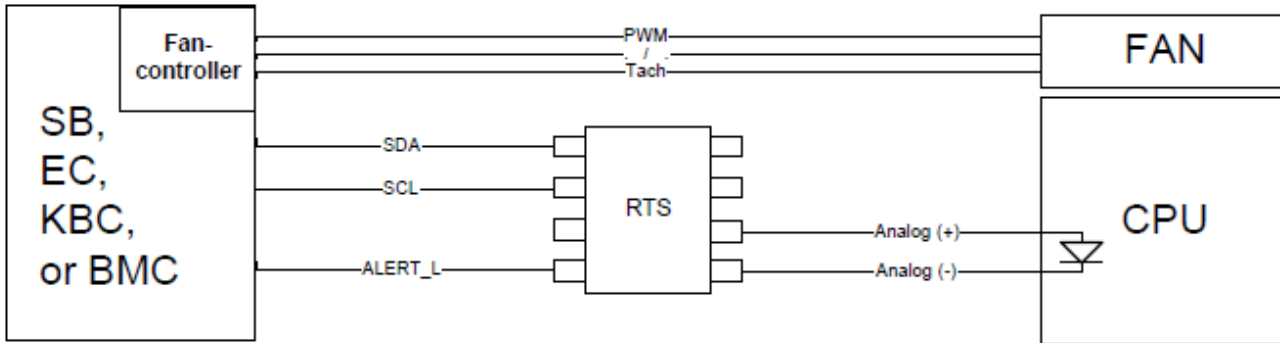 Fan-
controller
PWM
. / .
Tach
FAN
SB,
EC,
KBC,
or BMC
SDA
SCL
ALERT_L
RTS
Analog (+)
Analog (-)
CPU